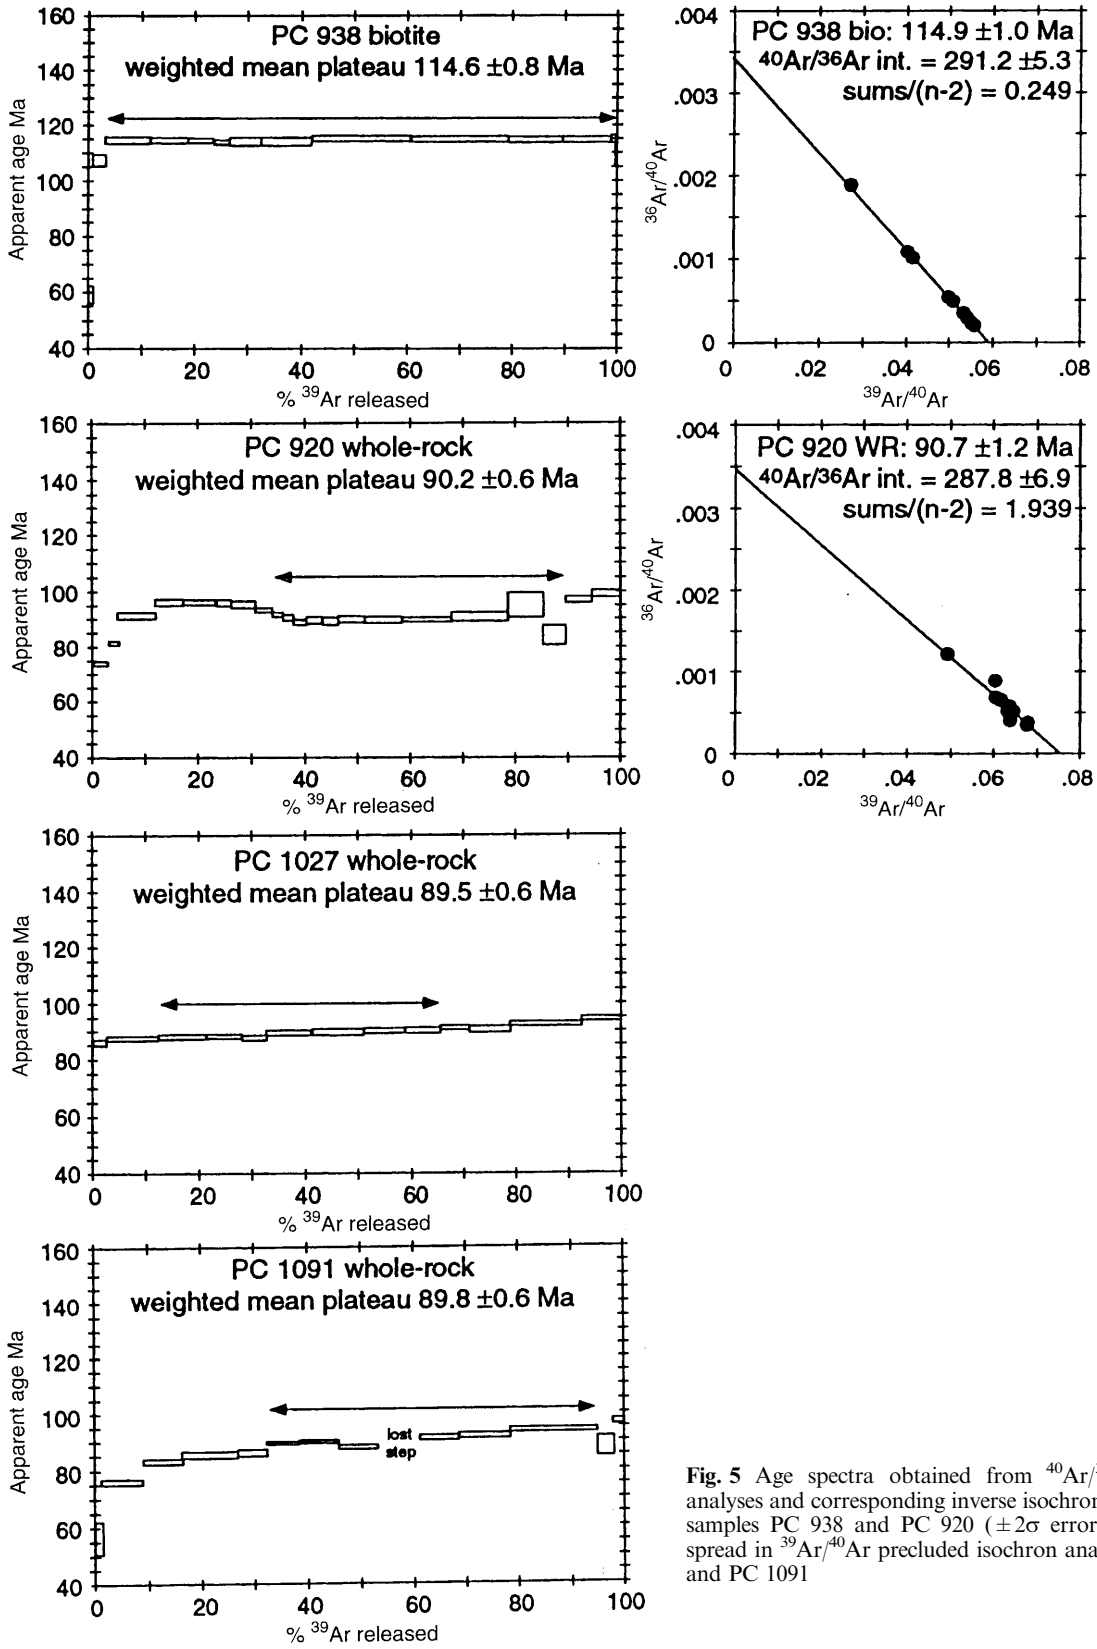 PC 938 biotite
weighted mean plateau 114.6 ±0.8 Ma
Apparent age Ma
160
140
120
100
80
60
40
0 20 40 60 80 100
% ³⁹Ar released
PC 938 bio: 114.9 ±1.0 Ma
⁴⁰Ar/³⁶Ar int. = 291.2 ±5.3
sums/(n-2) = 0.249
³⁶Ar/⁴⁰Ar
.004
.003
.002
.001
0
0 .02 .04 .06 .08
³⁹Ar/⁴⁰Ar
PC 920 whole-rock
weighted mean plateau 90.2 ±0.6 Ma
Apparent age Ma
160
140
120
100
80
60
40
0 20 40 60 80 100
% ³⁹Ar released
PC 920 WR: 90.7 ±1.2 Ma
⁴⁰Ar/³⁶Ar int. = 287.8 ±6.9
sums/(n-2) = 1.939
³⁶Ar/⁴⁰Ar
.004
.003
.002
.001
0
0 .02 .04 .06 .08
³⁹Ar/⁴⁰Ar
PC 1027 whole-rock
weighted mean plateau 89.5 ±0.6 Ma
Apparent age Ma
160
140
120
100
80
60
40
0 20 40 60 80 100
% ³⁹Ar released
PC 1091 whole-rock
weighted mean plateau 89.8 ±0.6 Ma
Apparent age Ma
160
140
120
100
80
60
40
lost
step
0 20 40 60 80 100
% ³⁹Ar released
Fig. 5 Age spectra obtained from ⁴⁰Ar/
analyses and corresponding inverse isochron
samples PC 938 and PC 920 (±2σ error
spread in ³⁹Ar/⁴⁰Ar precluded isochron ana
and PC 1091